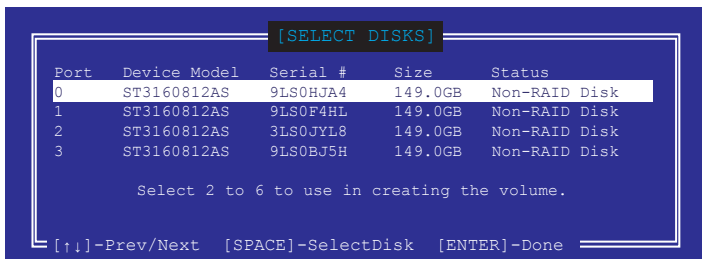 [SELECT DISKS]
Port Device Model Serial # Size Status
0 ST3160812AS 9LS0HJA4 149.0GB Non-RAID Disk
1 ST3160812AS 9LS0F4HL 149.0GB Non-RAID Disk
2 ST3160812AS 3LS0JYL8 149.0GB Non-RAID Disk
3 ST3160812AS 9LS0BJ5H 149.0GB Non-RAID Disk
Select 2 to 6 to use in creating the volume.
[↑↓]-Prev/Next [SPACE]-SelectDisk [ENTER]-Done